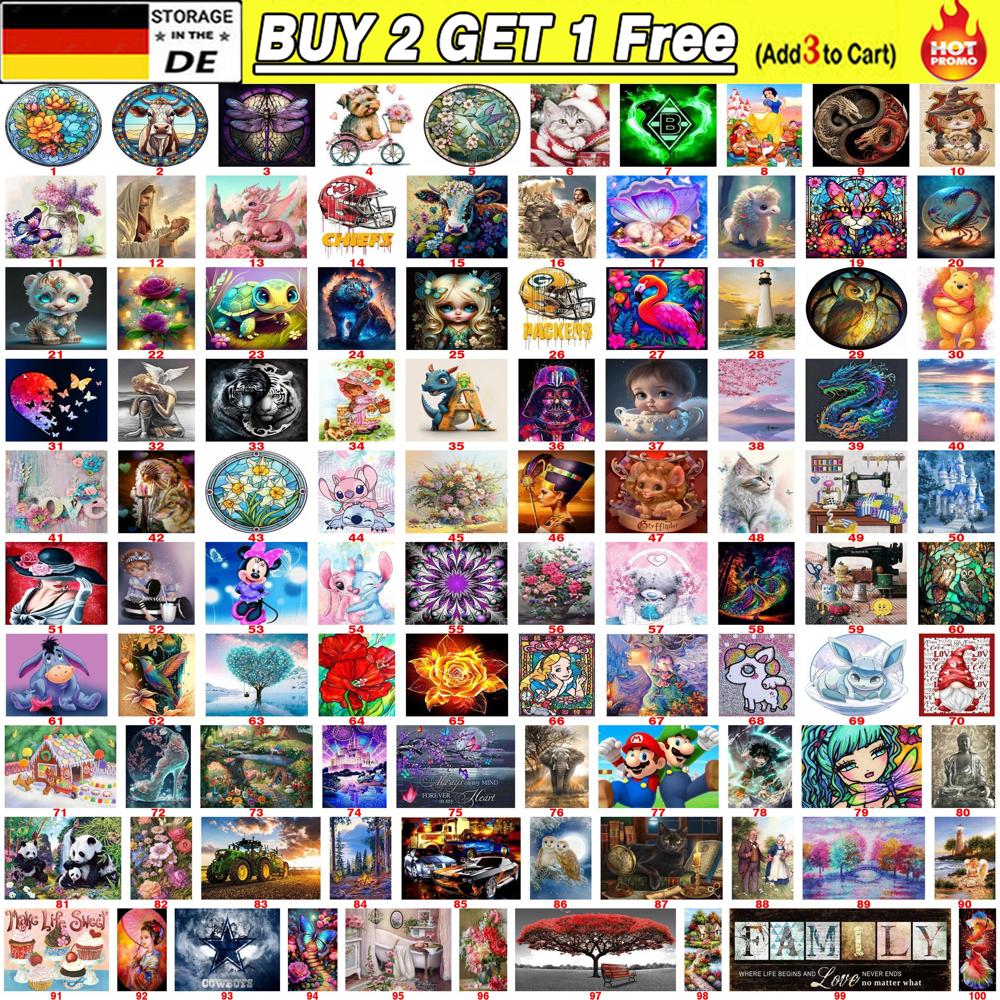 STORAGE
IN THE
DE
BUY 2 GET 1 Free
(Add 3 to Cart)
HOT
PROMO
B
1 2 3 4 5 6 7 8 9 10
CHIEFS
11 12 13 14 15 16 17 18 19 20
G
PACKERS
21 22 23 24 25 26 27 28 29 30
A
31 32 33 34 35 36 37 38 39 40
Gryffindor
41 42 43 44 45 46 47 48 49 50
51 52 53 54 55 56 57 58 59 60
LOVE
61 62 63 64 65 66 67 68 69 70
Always on my MIND
FOREVER in my Heart
71 72 73 74 75 76 77 78 79 80
81 82 83 84 85 86 87 88 89 90
Make Life Sweet
COWBOYS
FAMILY
WHERE LIFE BEGINS AND Love NEVER ENDS
no matter what
91 92 93 94 95 96 97 98 99 100